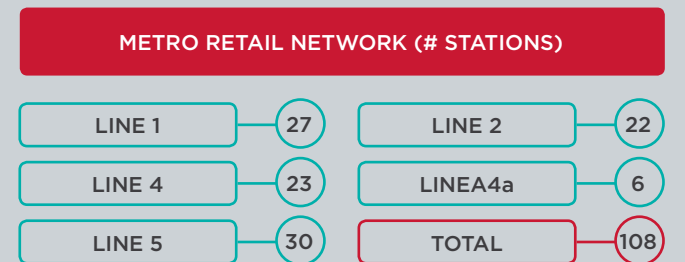 METRO RETAIL NETWORK (# STATIONS)
LINE 1 27 LINE 2 22
LINE 4 23 LINEA4a 6
LINE 5 30 TOTAL 108